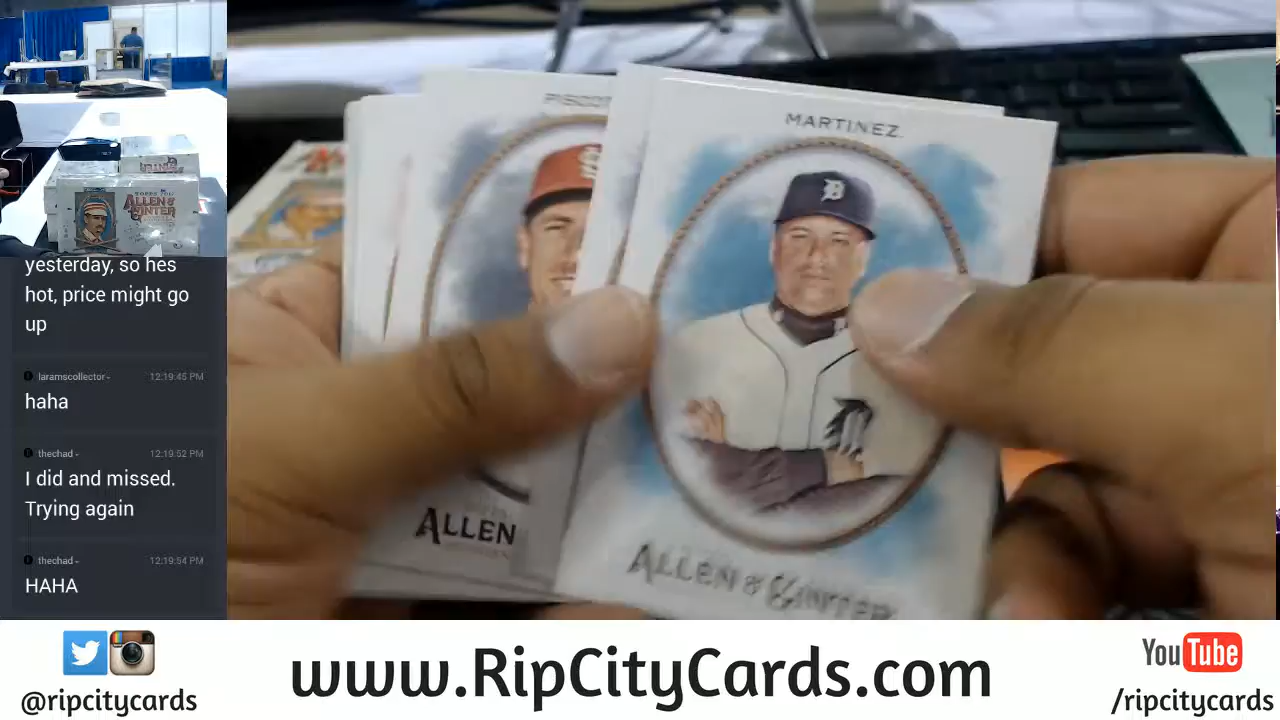 yesterday, so hes
hot, price might go
up
laramscollector-
12:19:45 PM
haha
thechad-
12:19:52 PM
I did and missed.
Trying again
thechad-
12:19:54 PM
HAHA
MARTINEZ
D
ALLEN & GINTER
ALLEN
ALLEN &
GINTER
@ripcitycards
www.RipCityCards.com
YouTube
/ripcitycards